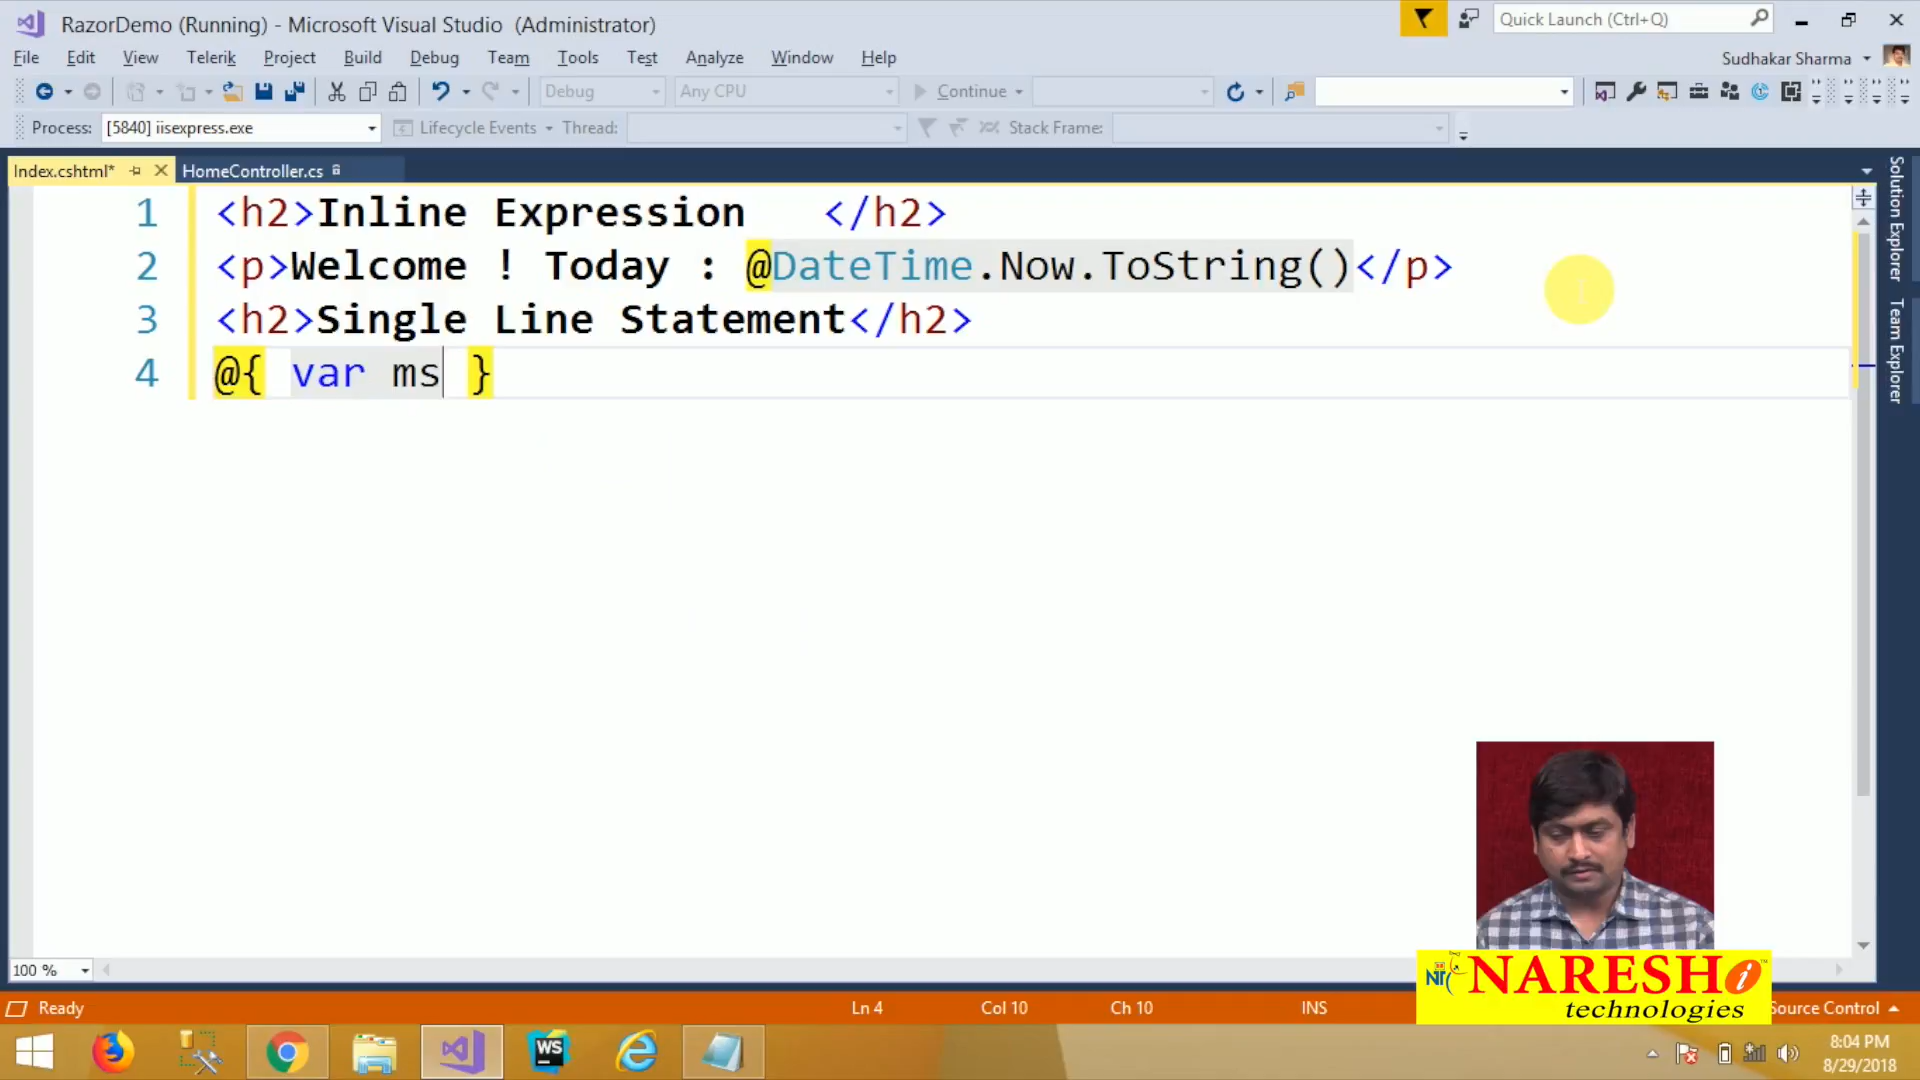 RazorDemo (Running) - Microsoft Visual Studio (Administrator)
Quick Launch (Ctrl+Q)
File Edit View Telerik Project Build Debug Team Tools Test Analyze Window Help
Sudhakar Sharma
Debug Any CPU Continue
Process: [5840] iisexpress.exe Lifecycle Events Thread: Stack Frame:
Index.cshtml* HomeController.cs
1 <h2>Inline Expression </h2>
2 <p>Welcome ! Today : @DateTime.Now.ToString()</p>
3 <h2>Single Line Statement</h2>
4 @{ var ms }
Solution Explorer
Team Explorer
100 %
NARESH i
technologies
Ready Ln 4 Col 10 Ch 10 INS Source Control
WS
8:04 PM
8/29/2018